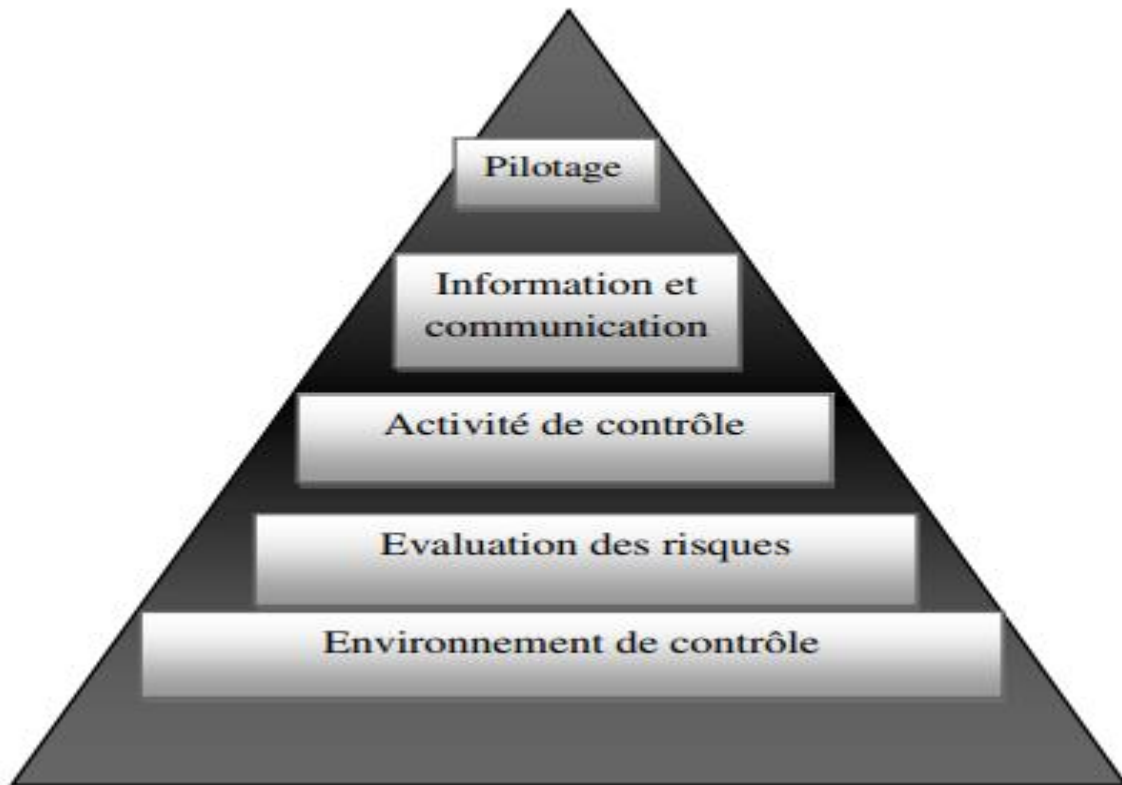 Pilotage
Information et
communication
Activité de contrôle
Evaluation des risques
Environnement de contrôle